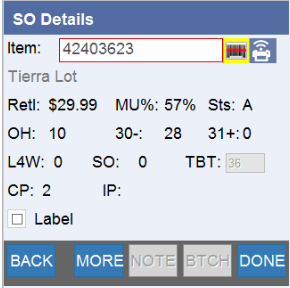 SO Details
Item: 42403623
Tierra Lot
Retl: $29.99 MU%: 57% Sts: A
OH: 10 30-: 28 31+: 0
L4W: 0 SO: 0 TBT: 36
CP: 2 IP:
Label
BACK MORE NOTE BTCH DONE